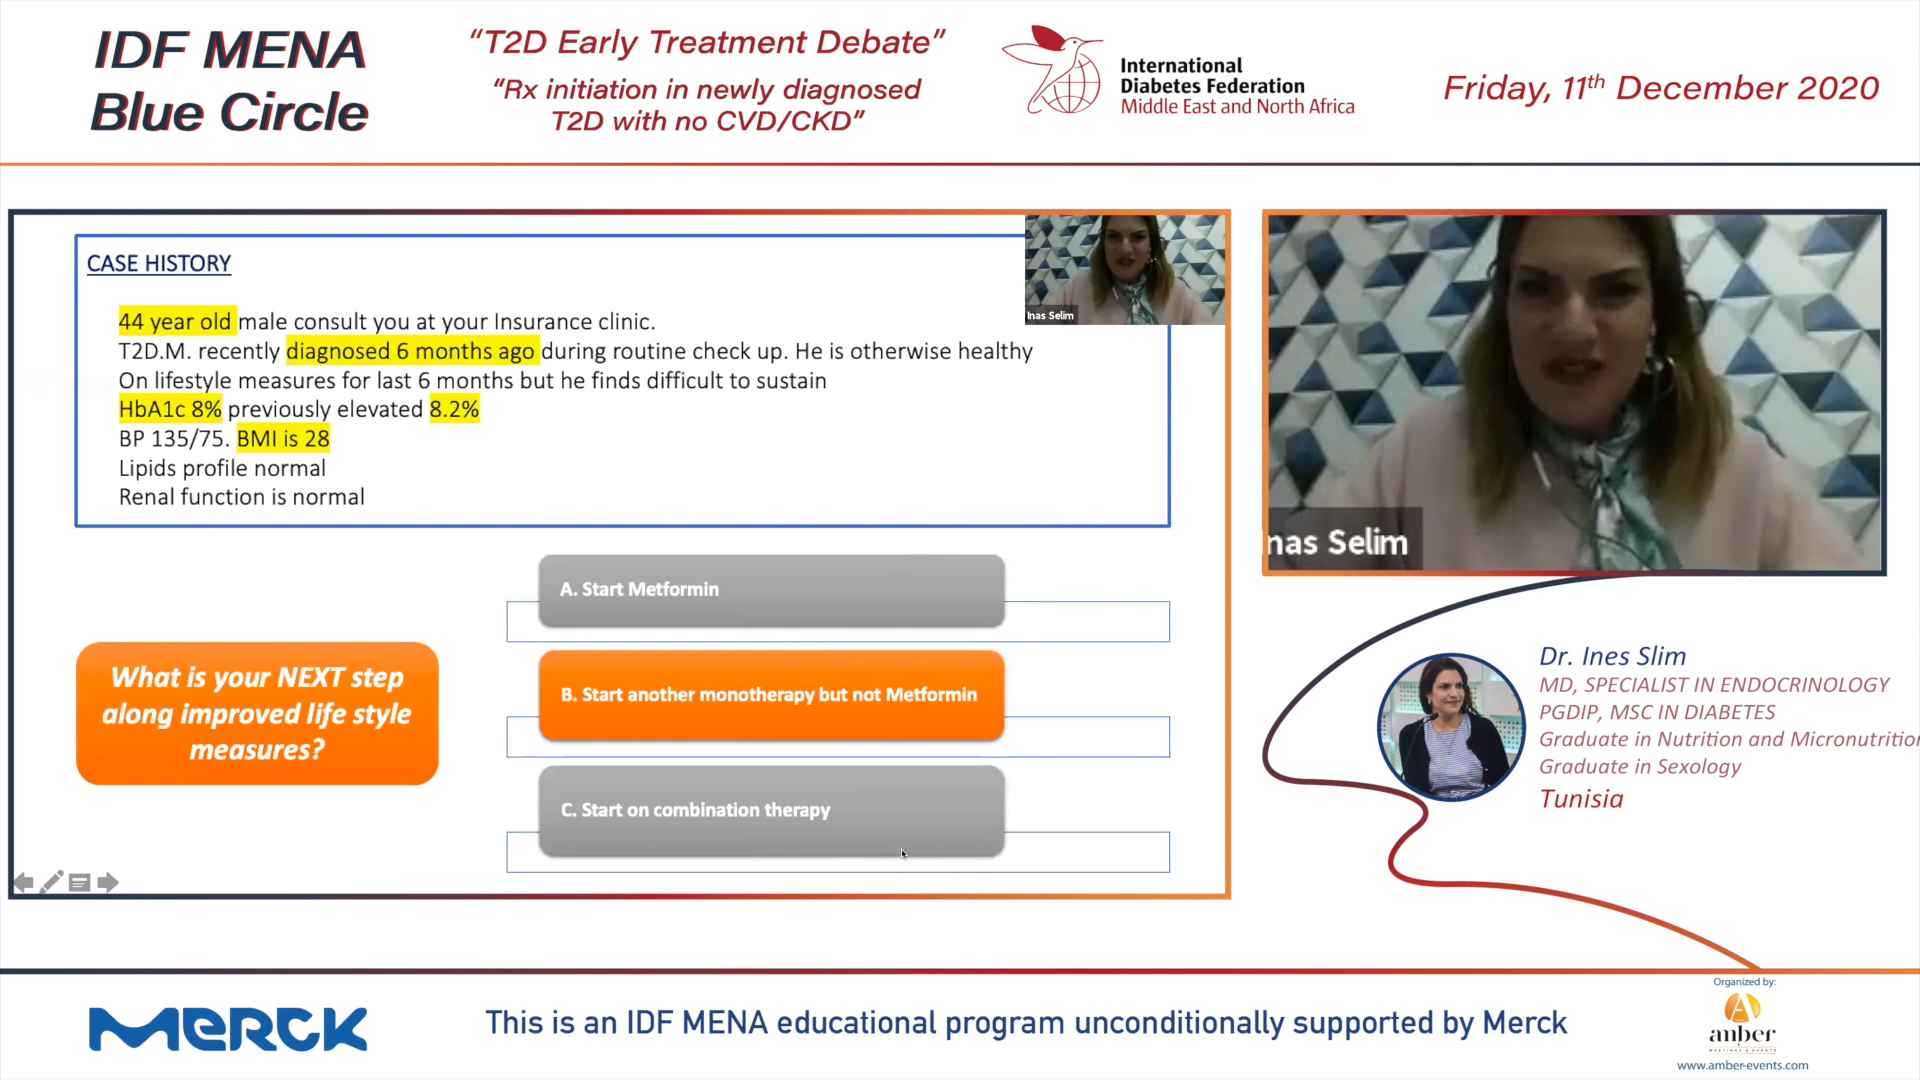 IDF MENA
Blue Circle
“T2D Early Treatment Debate”
“Rx initiation in newly diagnosed
T2D with no CVD/CKD”
International
Diabetes Federation
Middle East and North Africa
Friday, 11th December 2020
CASE HISTORY
44 year old male consult you at your Insurance clinic.
T2D.M. recently diagnosed 6 months ago during routine check up. He is otherwise healthy
On lifestyle measures for last 6 months but he finds difficult to sustain
HbA1c 8% previously elevated 8.2%
BP 135/75. BMI is 28
Lipids profile normal
Renal function is normal
Inas Selim
What is your NEXT step
along improved life style
measures?
A. Start Metformin
B. Start another monotherapy but not Metformin
C. Start on combination therapy
nas Selim
Dr. Ines Slim
MD, SPECIALIST IN ENDOCRINOLOGY
PGDIP, MSC IN DIABETES
Graduate in Nutrition and Micronutritio
Graduate in Sexology
Tunisia
MERCK
This is an IDF MENA educational program unconditionally supported by Merck
Organized by:
amber
MEETINGS & EVENTS
www.amber-events.com